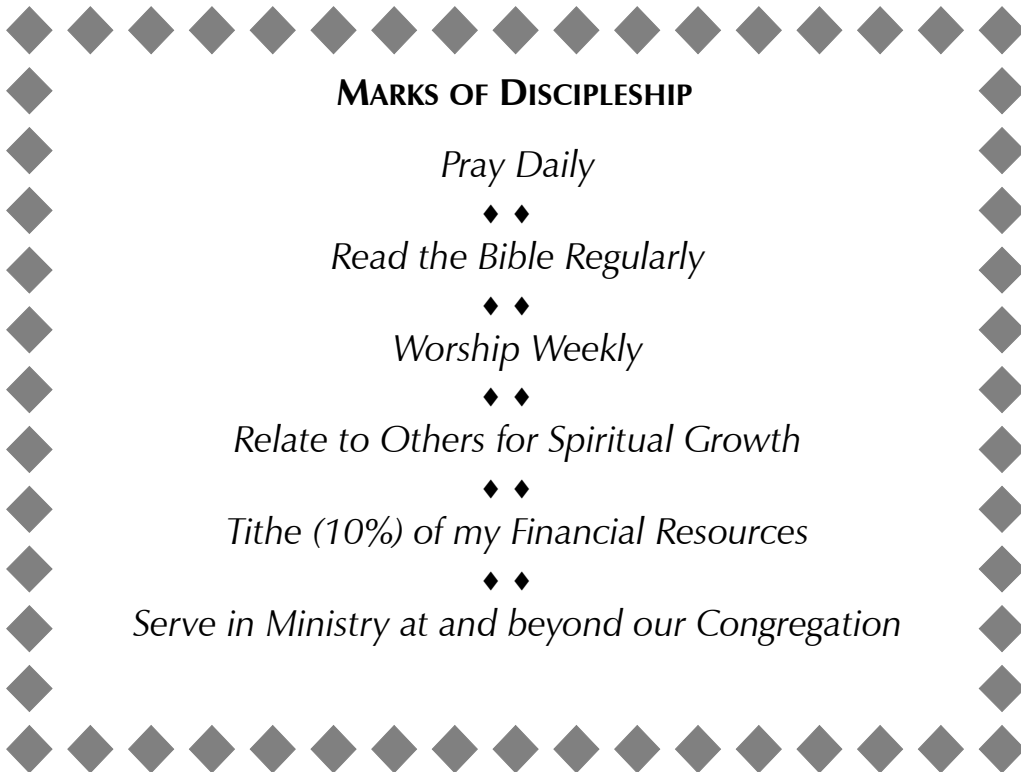 MARKS OF DISCIPLESHIP
Pray Daily
♦ ♦
Read the Bible Regularly
♦ ♦
Worship Weekly
♦ ♦
Relate to Others for Spiritual Growth
♦ ♦
Tithe (10%) of my Financial Resources
♦ ♦
Serve in Ministry at and beyond our Congregation